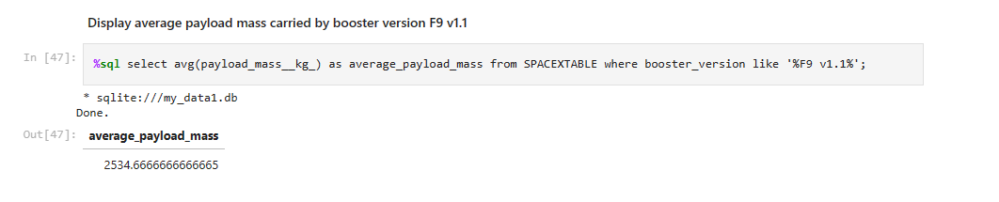 Display average payload mass carried by booster version F9 v1.1
In [47]: %sql select avg(payload_mass__kg_) as average_payload_mass from SPACEXTABLE where booster_version like '%F9 v1.1%';
* sqlite:///my_data1.db
Done.
Out[47]: average_payload_mass
2534.6666666666665